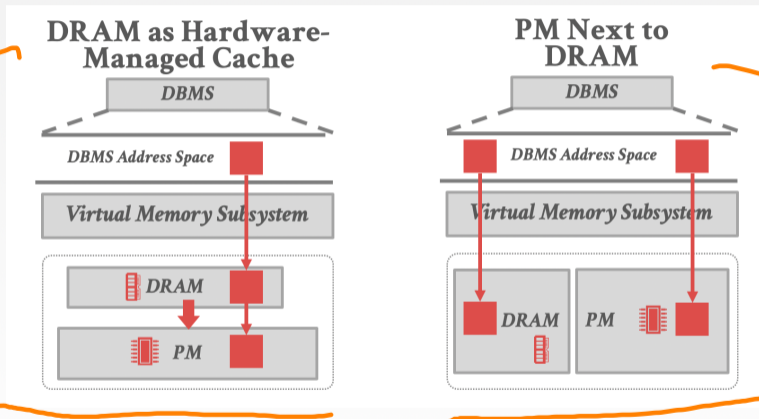 DRAM as Hardware-
Managed Cache
DBMS
DBMS Address Space
Virtual Memory Subsystem
DRAM
PM
PM Next to
DRAM
DBMS
DBMS Address Space
Virtual Memory Subsystem
DRAM
PM